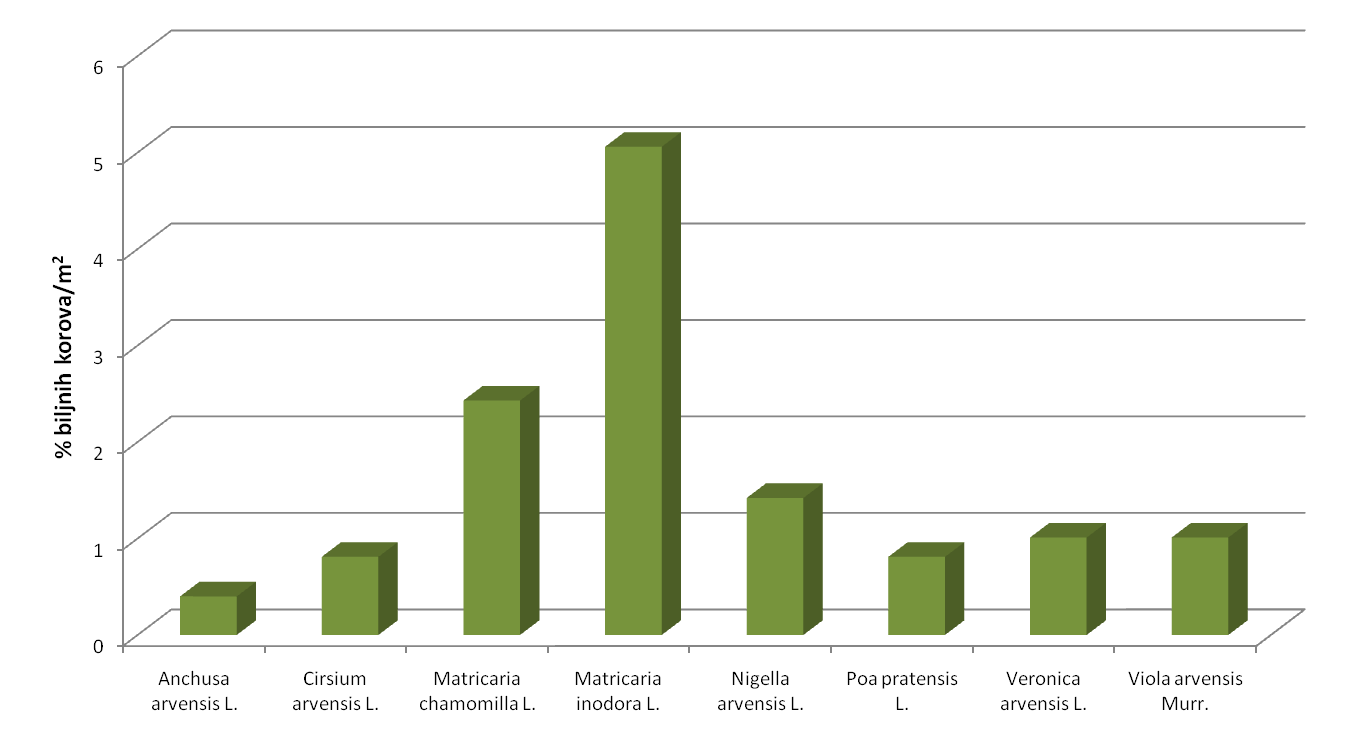 6
5
4
3
2
1
0
% biljnih korova/m²
Anchusa
arvensis L.
Cirsium
arvensis L.
Matricaria
chamomilla L.
Matricaria
inodora L.
Nigella
arvensis L.
Poa pratensis
L.
Veronica
arvensis L.
Viola arvensis
Murr.